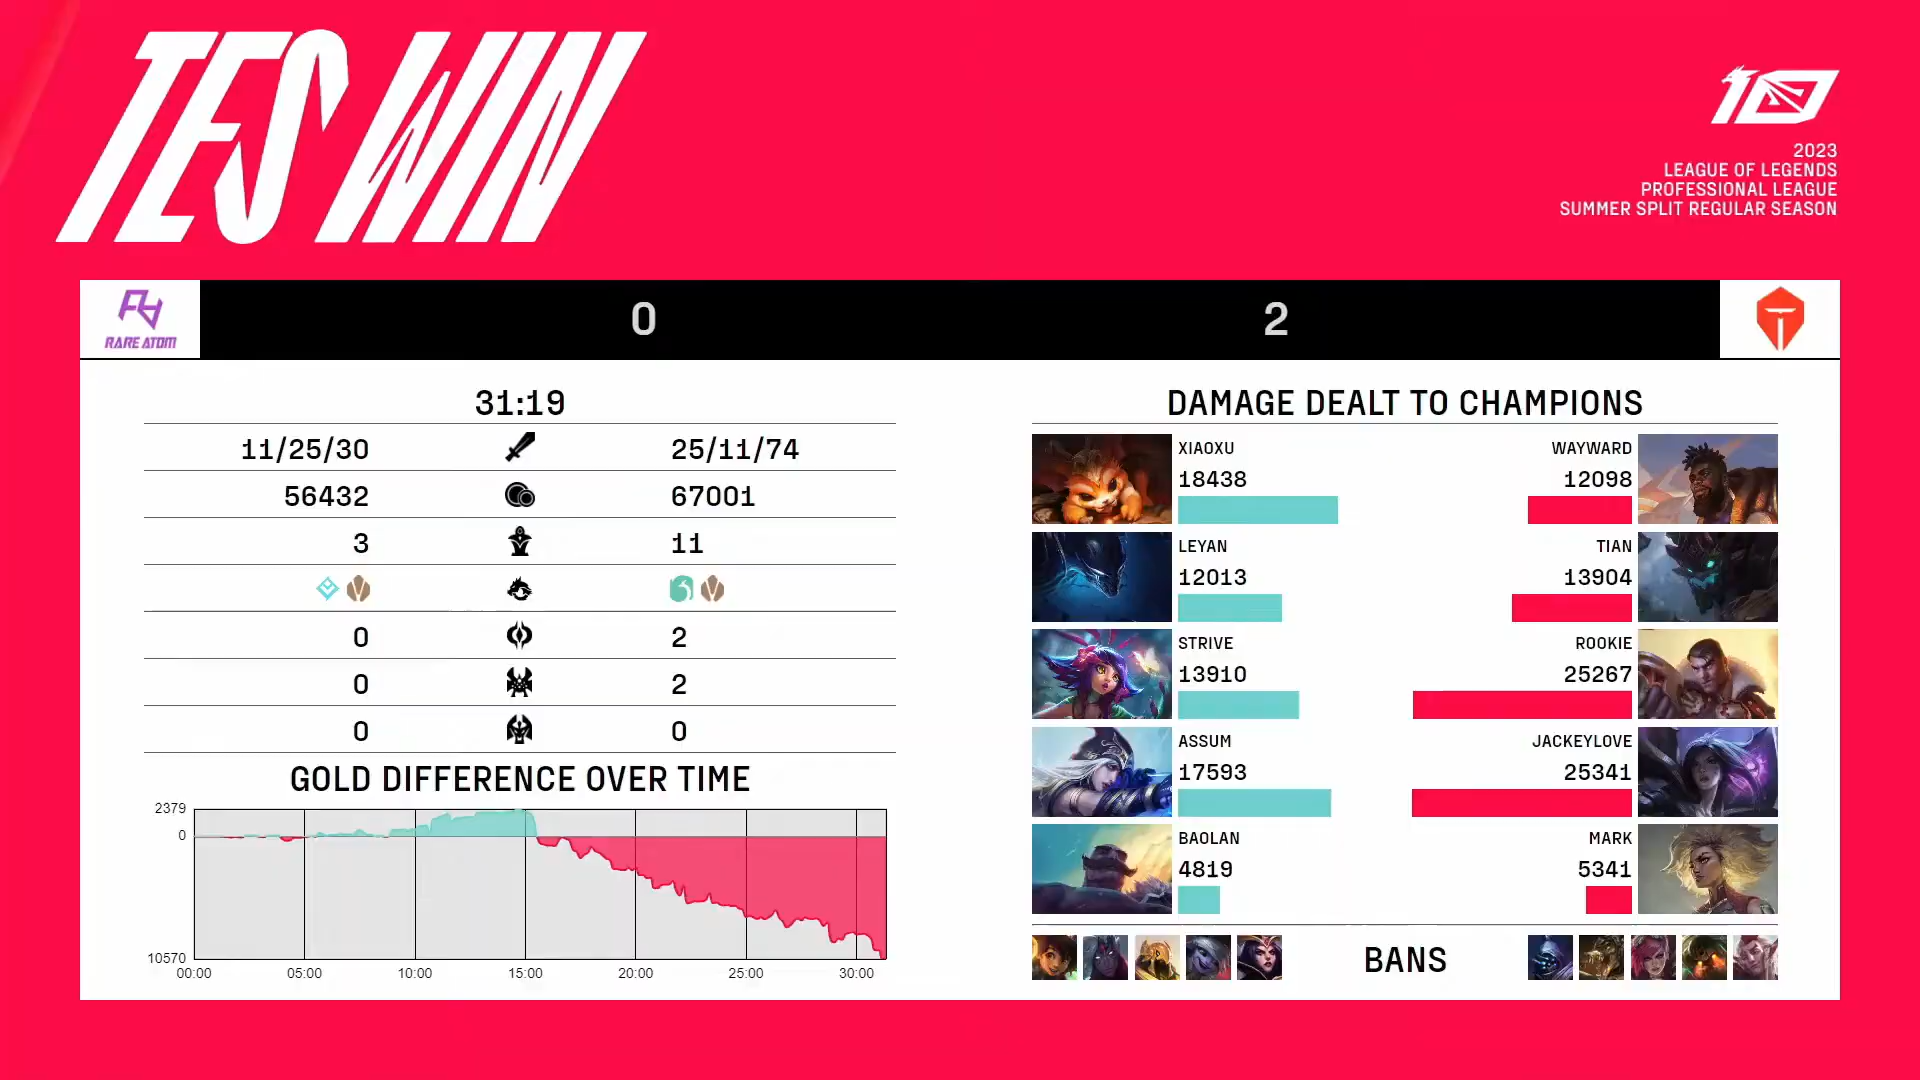 TES WIN
10
2023
LEAGUE OF LEGENDS
PROFESSIONAL LEAGUE
SUMMER SPLIT REGULAR SEASON
RARE ATOM
0
2
31:19
11/25/30
25/11/74
56432
67001
3
11
0
2
0
2
0
0
GOLD DIFFERENCE OVER TIME
2379
0
10570
00:00
05:00
10:00
15:00
20:00
25:00
30:00
DAMAGE DEALT TO CHAMPIONS
XIAOXU
WAYWARD
18438
12098
LEYAN
TIAN
12013
13904
STRIVE
ROOKIE
13910
25267
ASSUM
JACKEYLOVE
17593
25341
BAOLAN
MARK
4819
5341
BANS